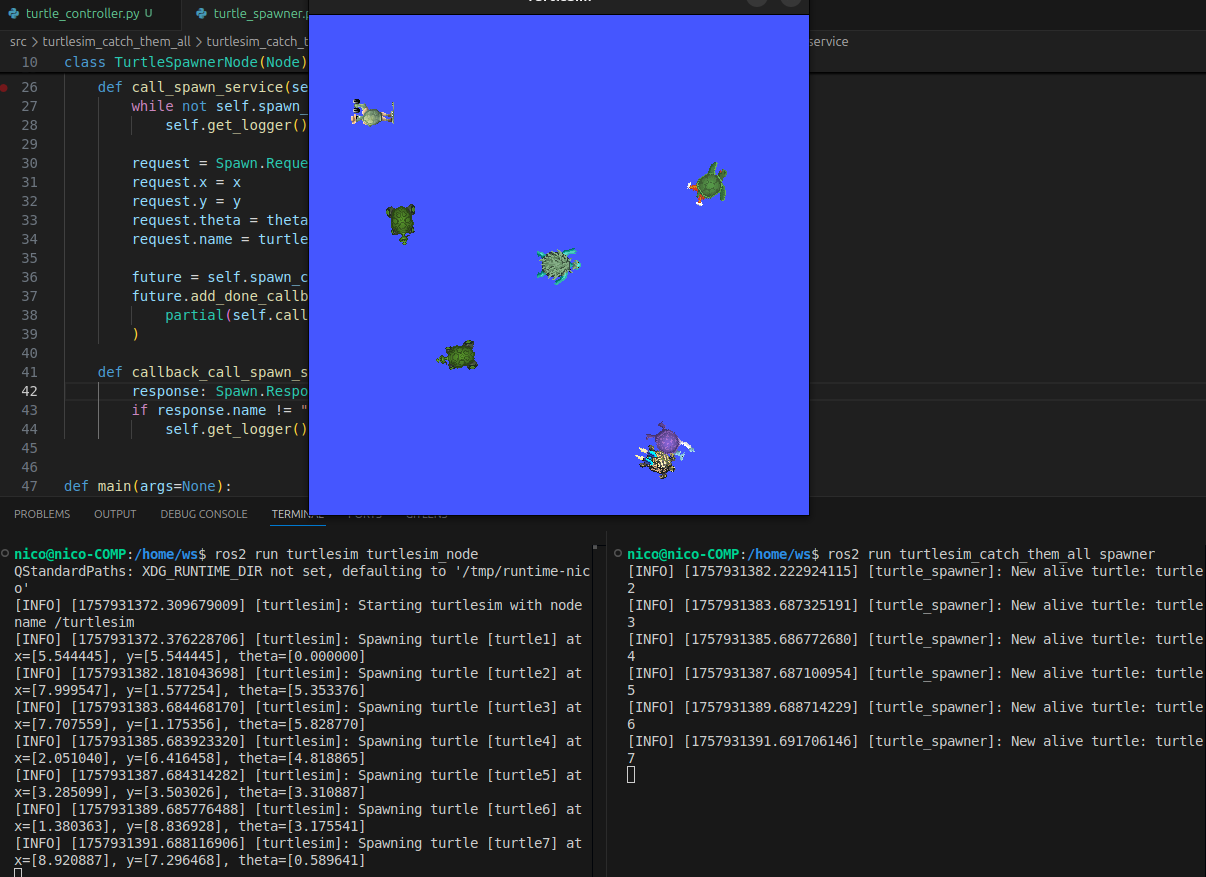 turtle_controller.py U
turtle_spawner.p
src > turtlesim_catch_them_all > turtlesim_catch_t
service
10 class TurtleSpawnerNode(Node)
26 def call_spawn_service(se
27 while not self.spawn_
28 self.get_logger()
29
30 request = Spawn.Reque
31 request.x = x
32 request.y = y
33 request.theta = theta
34 request.name = turtle
35
36 future = self.spawn_c
37 future.add_done_callb
38 partial(self.call
39 )
40
41 def callback_call_spawn_s
42 response: Spawn.Respo
43 if response.name != "
44 self.get_logger()
45
46
47 def main(args=None):
PROBLEMS OUTPUT DEBUG CONSOLE TERMINAL
nico@nico-COMP:/home/ws$ ros2 run turtlesim turtlesim_node
QStandardPaths: XDG_RUNTIME_DIR not set, defaulting to '/tmp/runtime-nic
o'
[INFO] [1757931372.309679009] [turtlesim]: Starting turtlesim with node
name /turtlesim
[INFO] [1757931372.376228706] [turtlesim]: Spawning turtle [turtle1] at
x=[5.544445], y=[5.544445], theta=[0.000000]
[INFO] [1757931382.181043698] [turtlesim]: Spawning turtle [turtle2] at
x=[7.999547], y=[1.577254], theta=[5.353376]
[INFO] [1757931383.684468170] [turtlesim]: Spawning turtle [turtle3] at
x=[7.707559], y=[1.175356], theta=[5.828770]
[INFO] [1757931385.683923320] [turtlesim]: Spawning turtle [turtle4] at
x=[2.051040], y=[6.416458], theta=[4.818865]
[INFO] [1757931387.684314282] [turtlesim]: Spawning turtle [turtle5] at
x=[3.285099], y=[3.503026], theta=[3.310887]
[INFO] [1757931389.685776488] [turtlesim]: Spawning turtle [turtle6] at
x=[1.380363], y=[8.836928], theta=[3.175541]
[INFO] [1757931391.688116906] [turtlesim]: Spawning turtle [turtle7] at
x=[8.920887], y=[7.296468], theta=[0.589641]
nico@nico-COMP:/home/ws$ ros2 run turtlesim_catch_them_all spawner
[INFO] [1757931382.222924115] [turtle_spawner]: New alive turtle: turtle
2
[INFO] [1757931383.687325191] [turtle_spawner]: New alive turtle: turtle
3
[INFO] [1757931385.686772680] [turtle_spawner]: New alive turtle: turtle
4
[INFO] [1757931387.687100954] [turtle_spawner]: New alive turtle: turtle
5
[INFO] [1757931389.688714229] [turtle_spawner]: New alive turtle: turtle
6
[INFO] [1757931391.691706146] [turtle_spawner]: New alive turtle: turtle
7